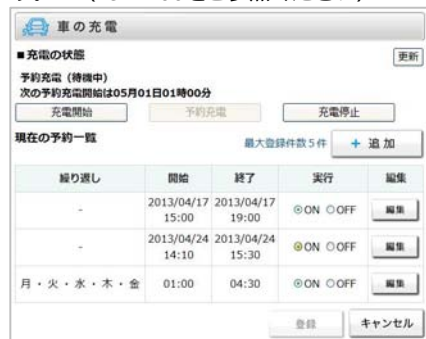 車の充電
■充電の状態
更新
予約充電（待機中）
次の予約充電開始は05月01日01時00分
充電開始 予約充電 充電停止
現在の予約一覧 最大登録件数5件 + 追加
繰り返し 開始 終了 実行 編集
- 2013/04/17 15:00 2013/04/17 19:00 ON OFF 編集
- 2013/04/24 14:10 2013/04/24 15:30 ON OFF 編集
月・火・水・木・金 01:00 04:30 ON OFF 編集
登録 キャンセル